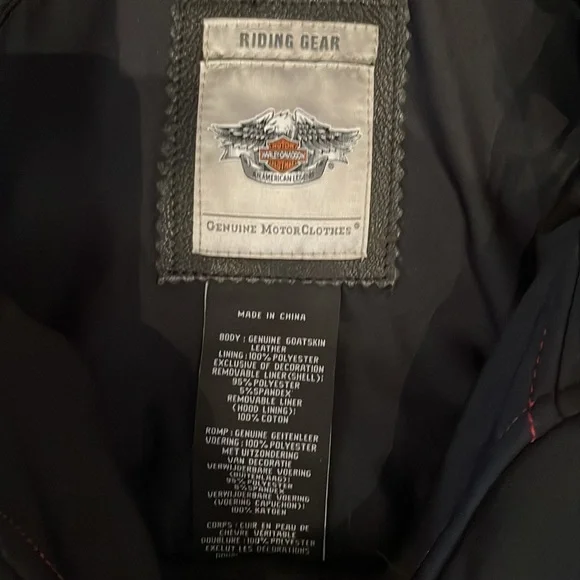 RIDING GEAR
MOTOR
HARLEY-DAVIDSON
CLOTHES
AN AMERICAN LEGEND
®
GENUINE MOTORCLOTHES®
MADE IN CHINA
BODY : GENUINE GOATSKIN
LEATHER
LINING : 100% POLYESTER
EXCLUSIVE OF DECORATION
REMOVABLE LINER(SHELL):
95% POLYESTER
5%SPANDEX
REMOVABLE LINER
(HOOD LINING):
100% COTON
ROMP : GENUINE GEITENLEER
VOERING : 100% POLYESTER
MET UITZONDERING
VAN DECORATIE
VERWIJDERBARE VOERING
(BUITENLAAG):
95% POLYESTER
5%SPANDEX
VERWIJDERBARE VOERING
(VOERING CAPUCHON):
100% KATOEN
CORPS : CUIR EN PEAU DE
CHEVRE VERITABLE
DOUBLURE :100% POLYESTER
EXCLUT LES DECORATIONS